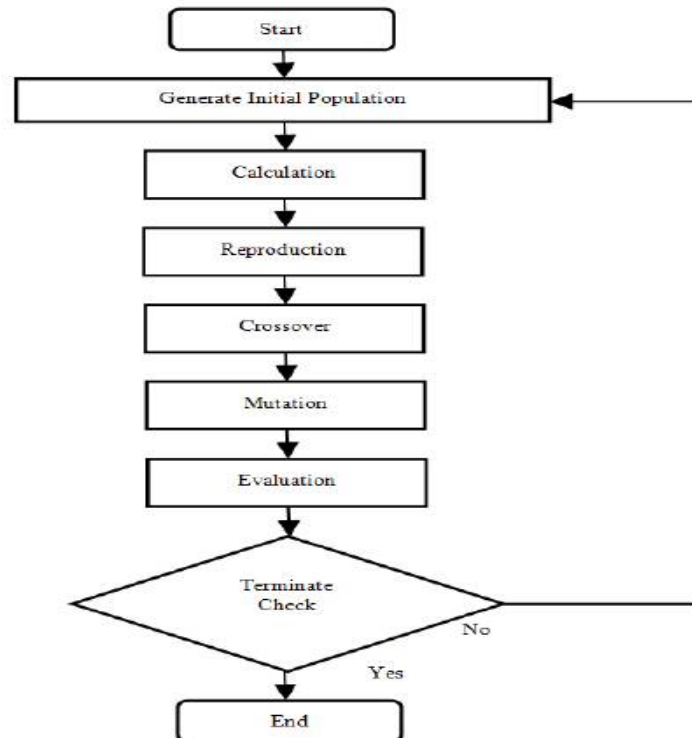 Start
Generate Initial Population
Calculation
Reproduction
Crossover
Mutation
Evaluation
Terminate
Check
No
Yes
End